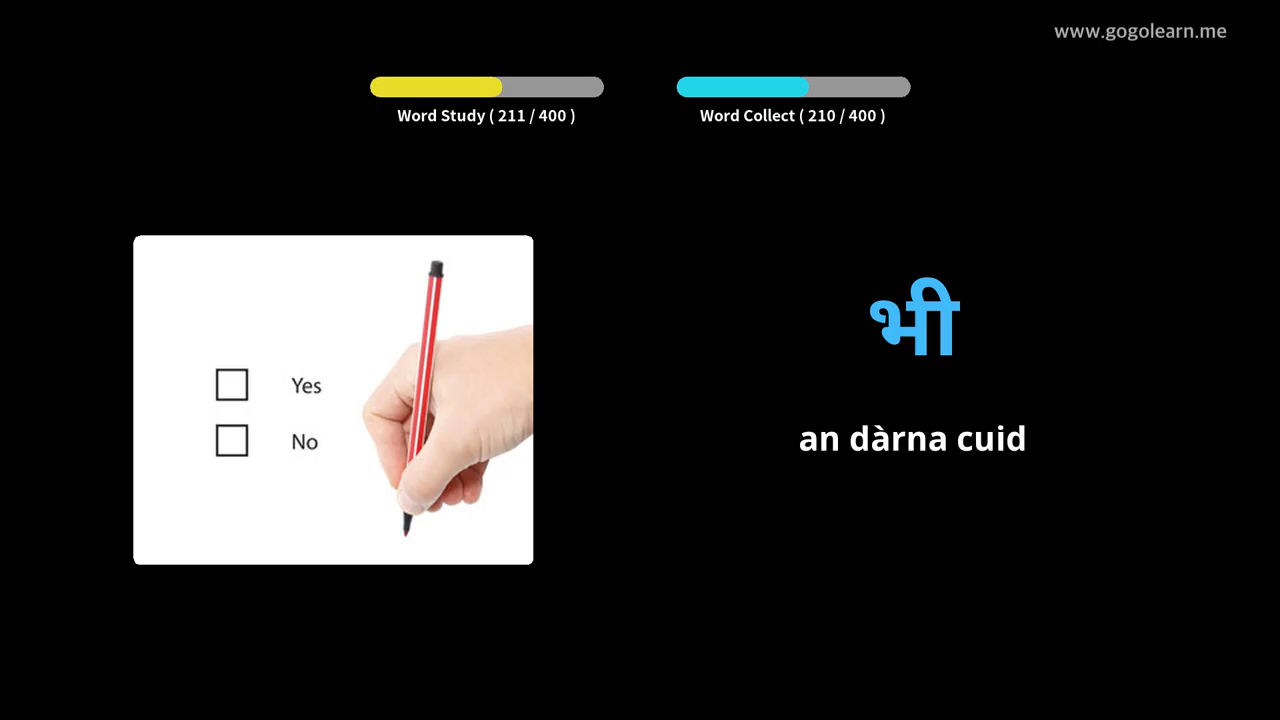 www.gogolearn.me
Word Study ( 211 / 400 )
Word Collect ( 210 / 400 )
Yes
No
भी
an dàrna cuid